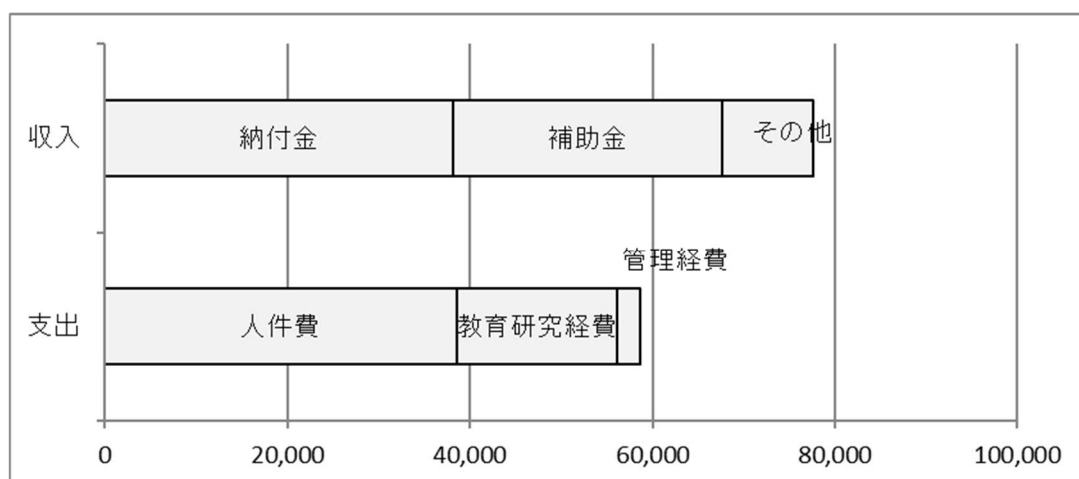 収入
納付金
補助金
その他
管理経費
支出
人件費
教育研究経費
0
20,000
40,000
60,000
80,000
100,000